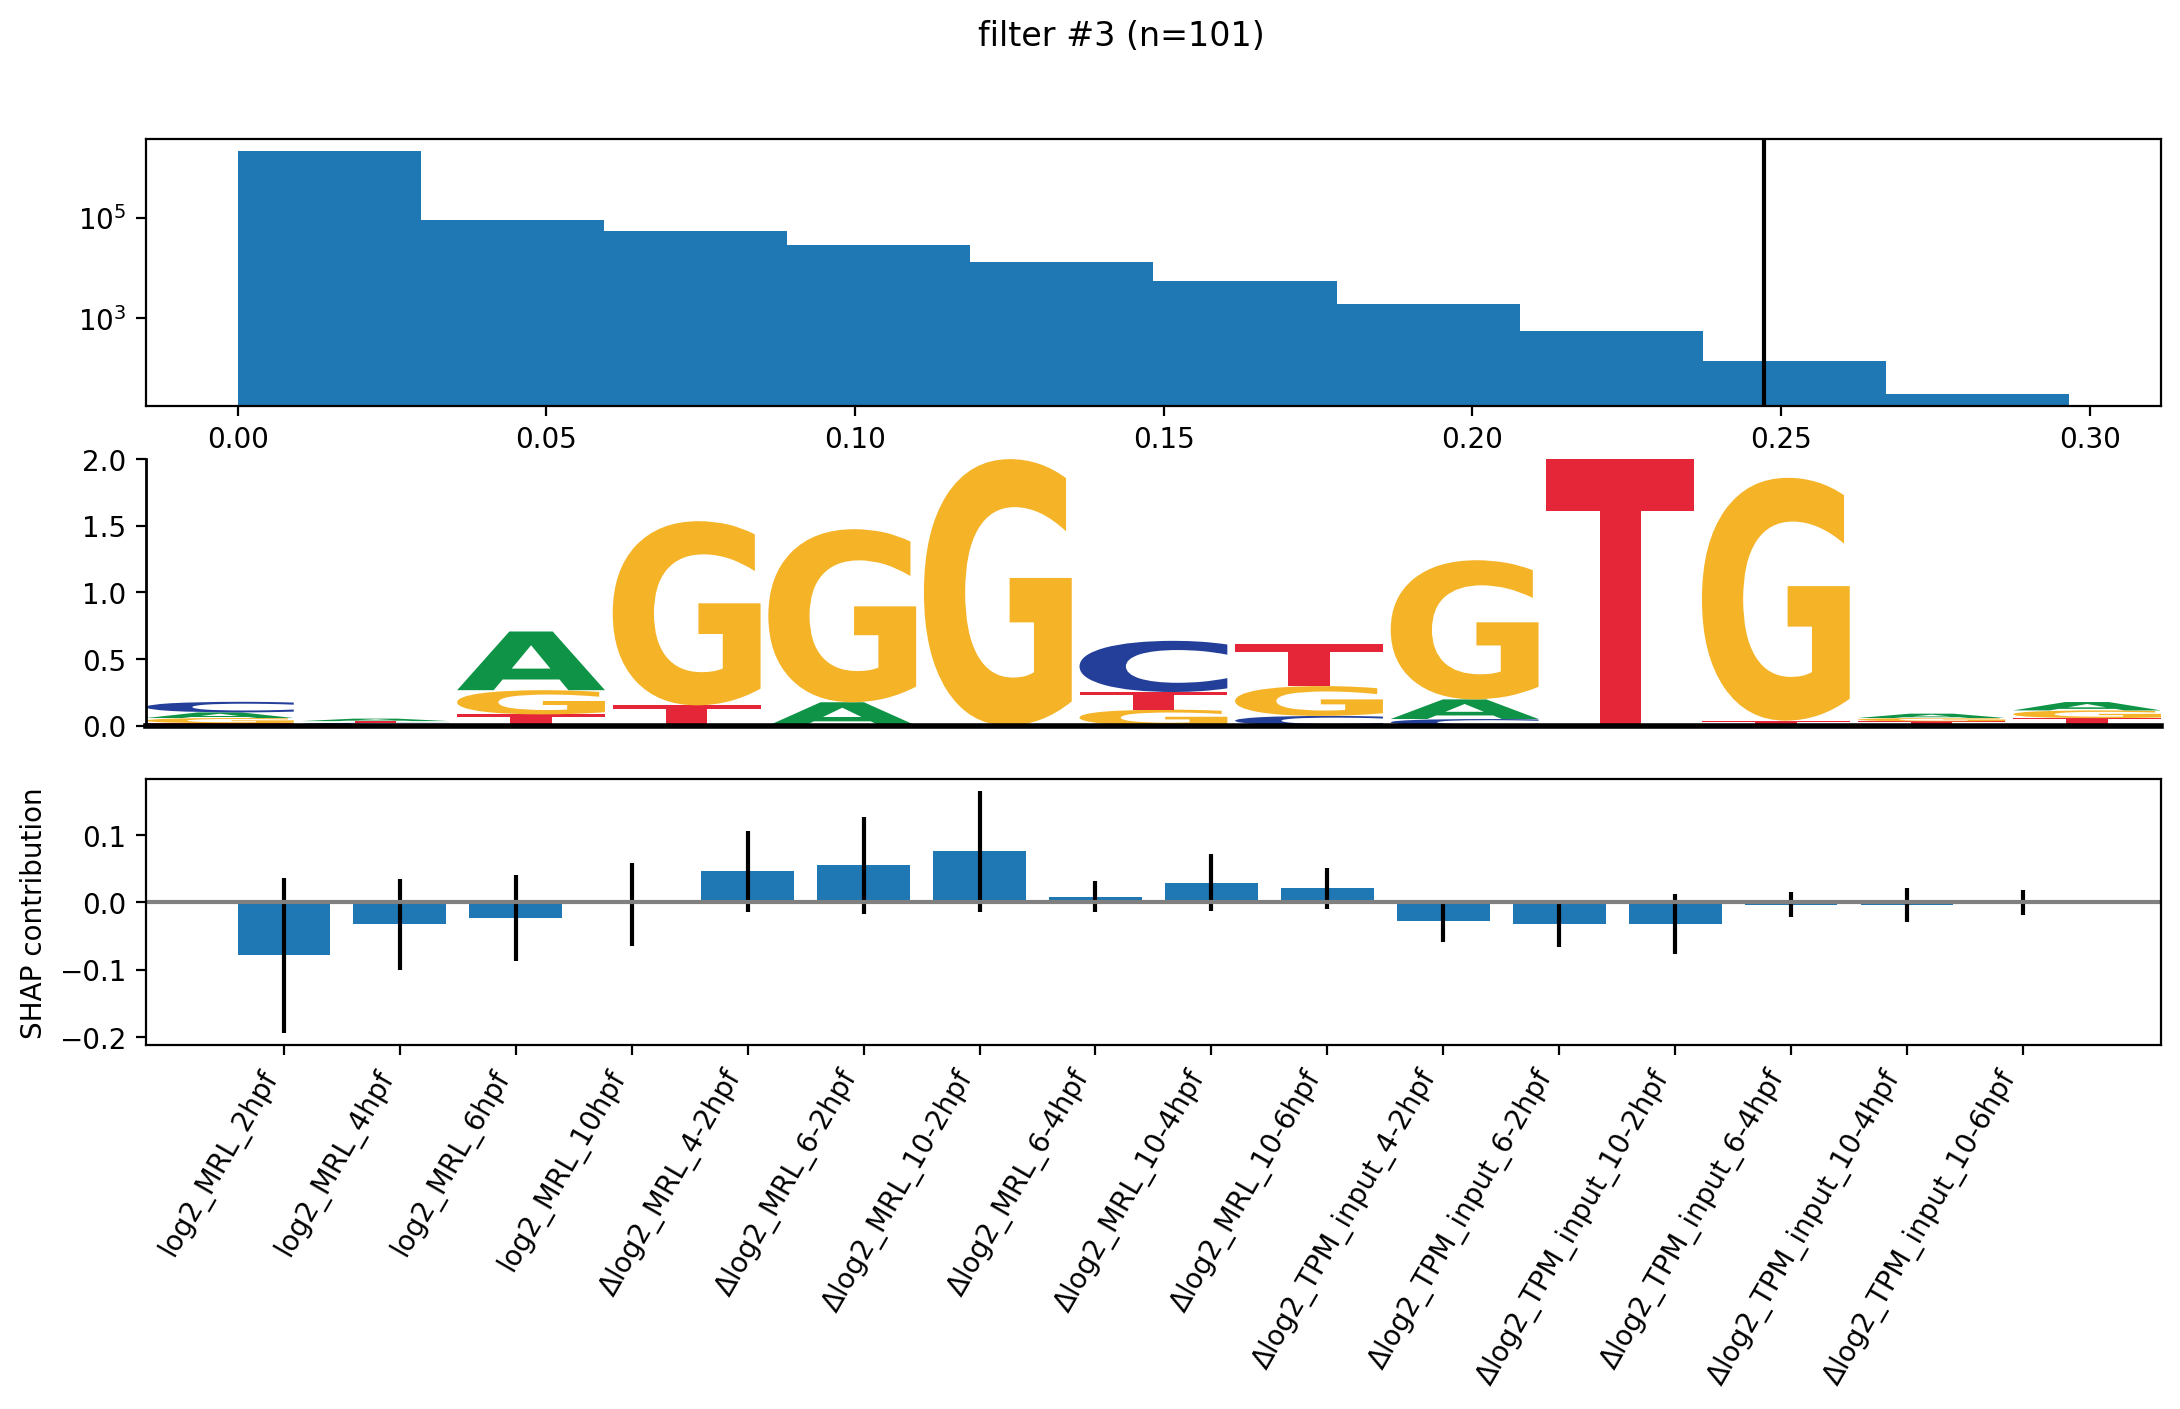 filter #3 (n=101)
10^5
10^3
0.00 0.05 0.10 0.15 0.20 0.25 0.30
2.0
1.5
1.0
0.5
0.0
SHAP contribution
0.1
0.0
−0.1
−0.2
log2_MRL_2hpf
log2_MRL_4hpf
log2_MRL_6hpf
log2_MRL_10hpf
Δlog2_MRL_4-2hpf
Δlog2_MRL_6-2hpf
Δlog2_MRL_10-2hpf
Δlog2_MRL_6-4hpf
Δlog2_MRL_10-4hpf
Δlog2_MRL_10-6hpf
Δlog2_TPM_input_4-2hpf
Δlog2_TPM_input_6-2hpf
Δlog2_TPM_input_10-2hpf
Δlog2_TPM_input_6-4hpf
Δlog2_TPM_input_10-4hpf
Δlog2_TPM_input_10-6hpf